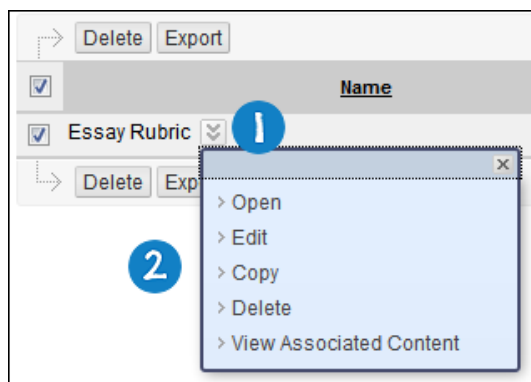 Delete Export
Name
Essay Rubric 1
Delete Exp
Open
2 Edit
Copy
Delete
View Associated Content